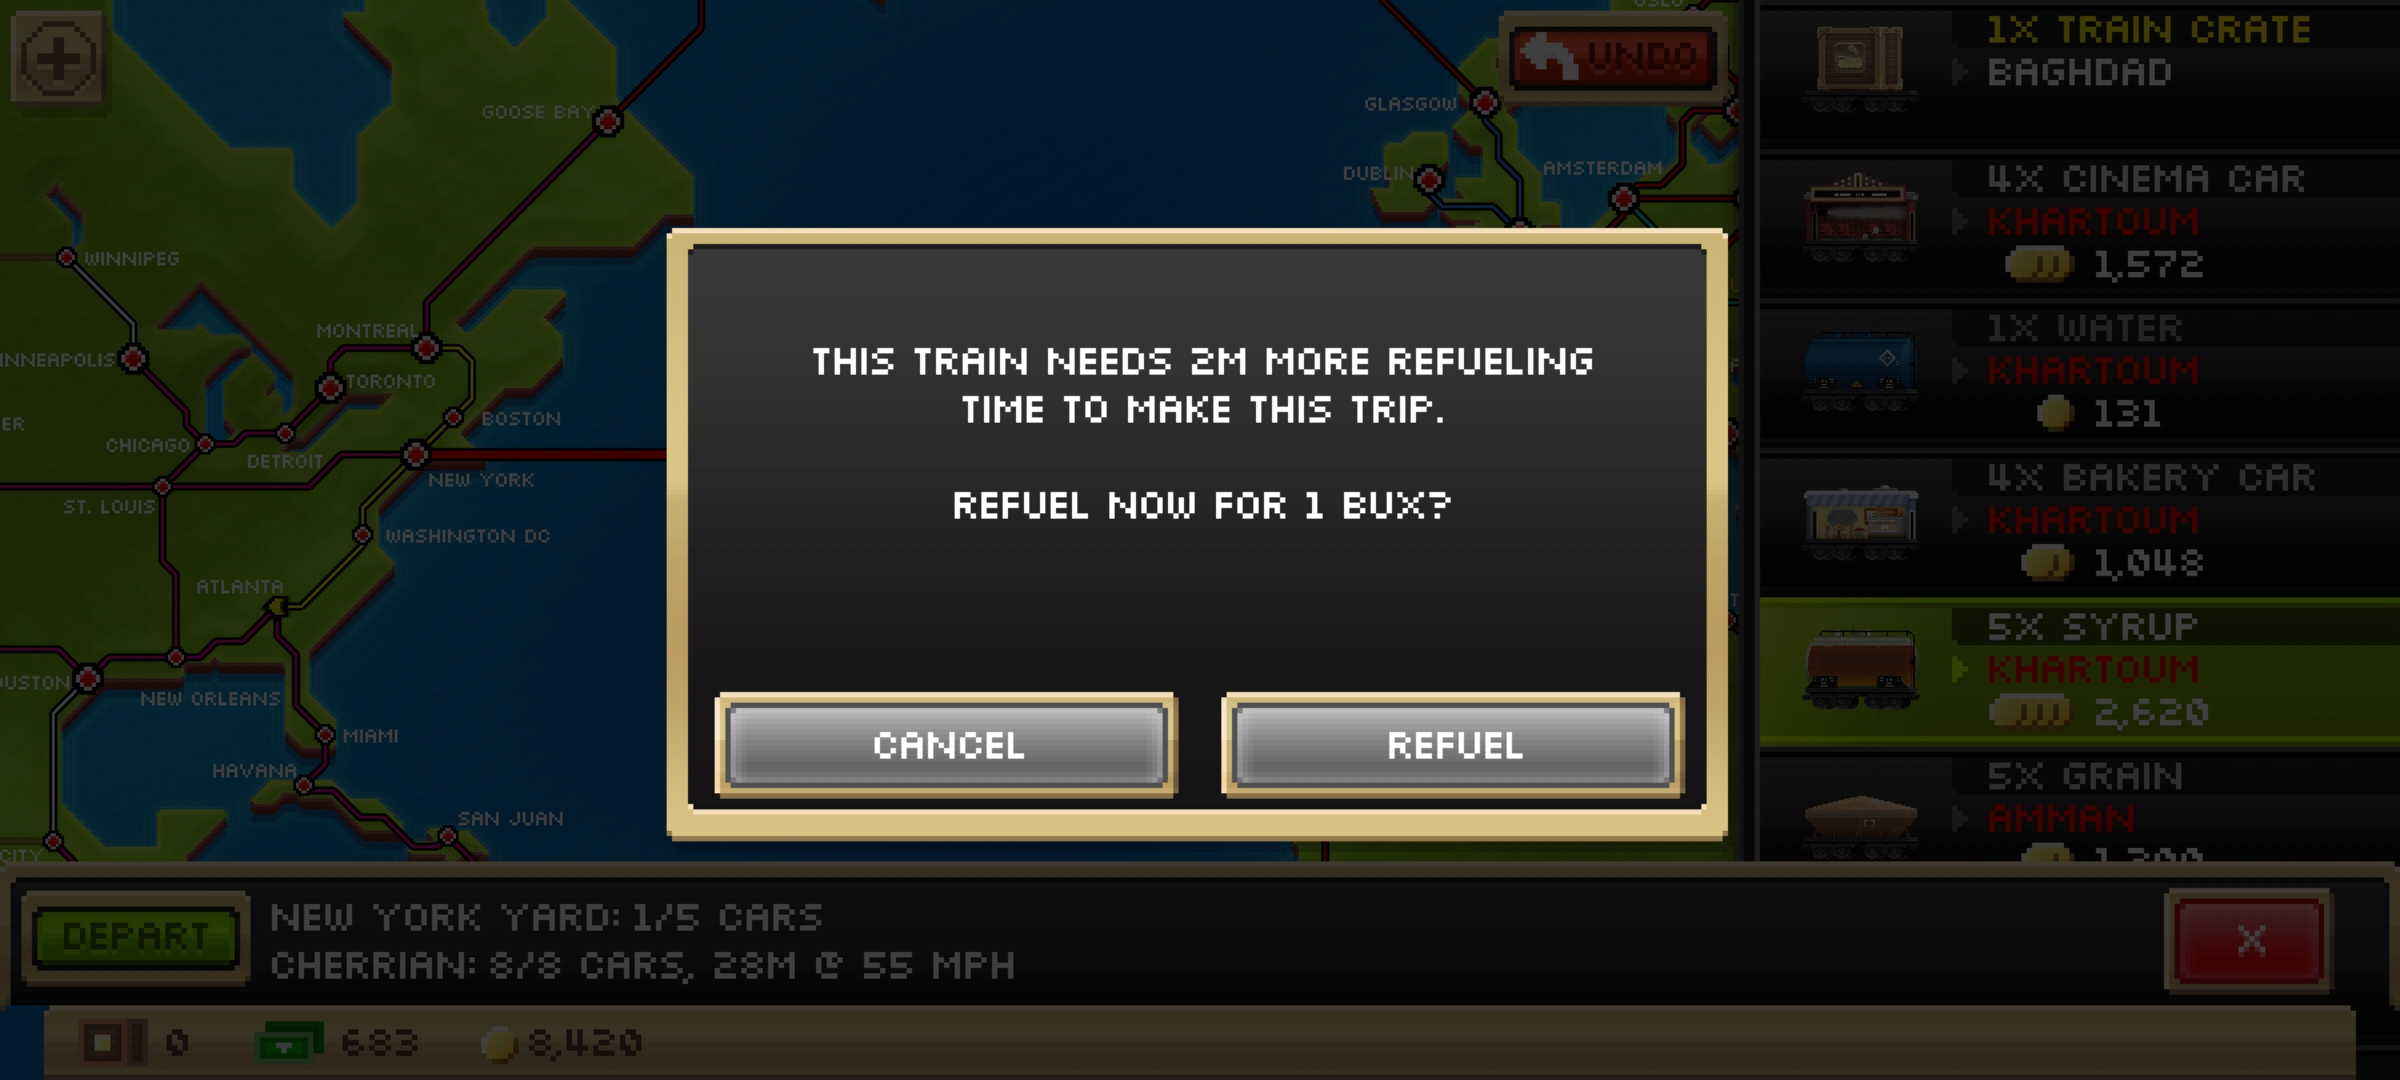 OSLO
UNDO
GOOSE BAY
GLASGOW
DUBLIN
AMSTERDAM
WINNIPEG
MONTREAL
INNEAPOLIS
TORONTO
ER
BOSTON
CHICAGO
DETROIT
NEW YORK
ST. LOUIS
WASHINGTON DC
ATLANTA
OUSTON
NEW ORLEANS
MIAMI
HAVANA
SAN JUAN
CITY
THIS TRAIN NEEDS 2M MORE REFUELING
TIME TO MAKE THIS TRIP.
REFUEL NOW FOR 1 BUX?
CANCEL
REFUEL
1X TRAIN CRATE
BAGHDAD
4X CINEMA CAR
KHARTOUM
1,572
1X WATER
KHARTOUM
131
4X BAKERY CAR
KHARTOUM
1,048
5X SYRUP
KHARTOUM
2,620
5X GRAIN
AMMAN
1,300
DEPART
NEW YORK YARD: 1/5 CARS
CHERRIAN: 8/8 CARS, 28M @ 55 MPH
X
0
683
8,420